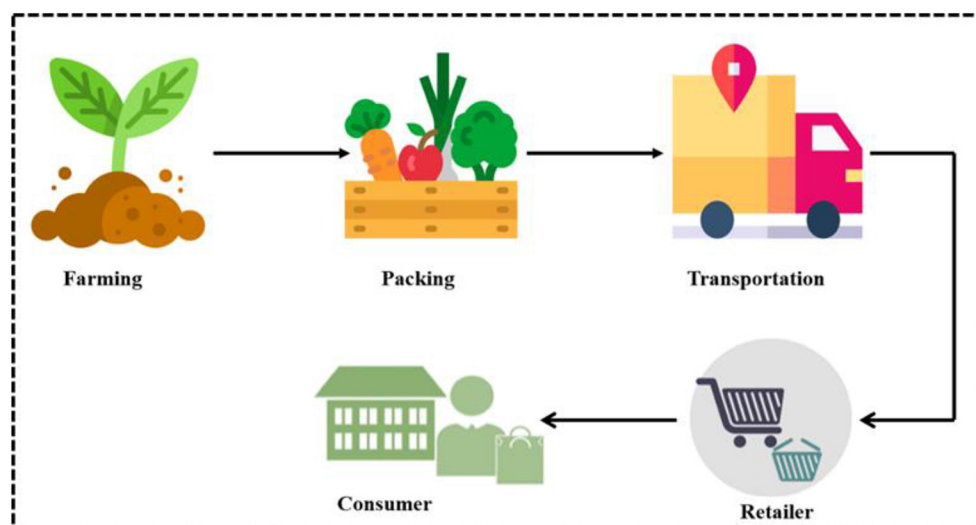 Farming
Packing
Transportation
Consumer
Retailer